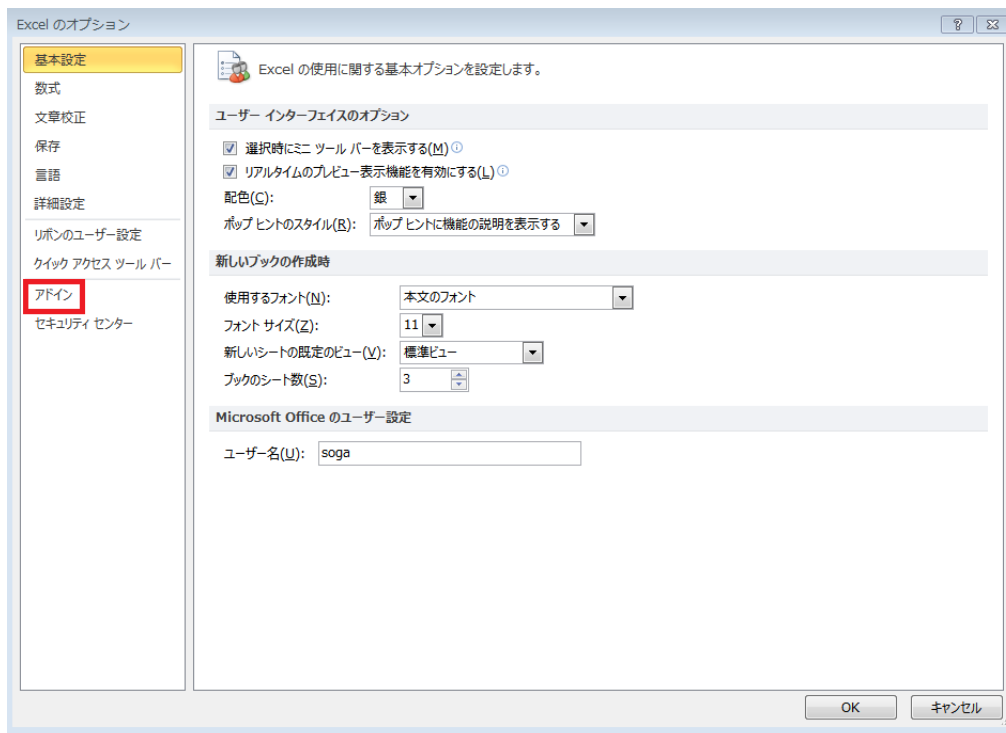 Excel のオプション
基本設定
数式
文章校正
保存
言語
詳細設定
リボンのユーザー設定
クイック アクセス ツール バー
アドイン
セキュリティ センター
Excel の使用に関する基本オプションを設定します。
ユーザー インターフェイスのオプション
選択時にミニ ツール バーを表示する(M)
リアルタイムのプレビュー表示機能を有効にする(L)
配色(C): 銀
ポップ ヒントのスタイル(R): ポップ ヒントに機能の説明を表示する
新しいブックの作成時
使用するフォント(N): 本文のフォント
フォント サイズ(Z): 11
新しいシートの既定のビュー(V): 標準ビュー
ブックのシート数(S): 3
Microsoft Office のユーザー設定
ユーザー名(U): soga
OK キャンセル